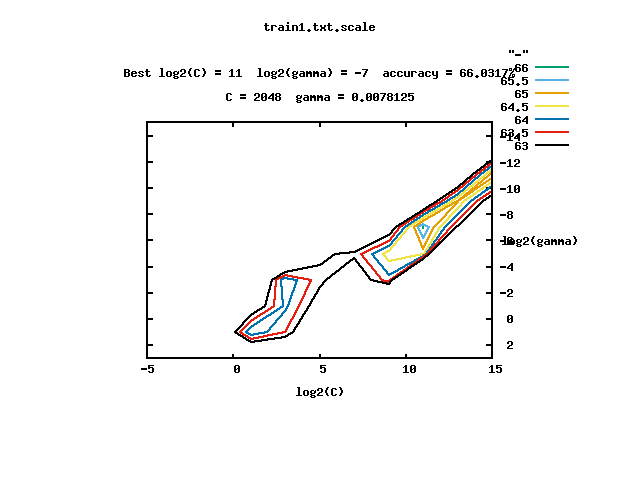 train1.txt.scale
"-"
Best log2(C) = 11  log2(gamma) = -7  accuracy = 66.0317%
66
65.5
C = 2048  gamma = 0.0078125
65
64.5
64
63.5
63
-14
-12
-10
-8
-6
log2(gamma)
-4
-2
0
2
-5 0 5 10 15
log2(C)